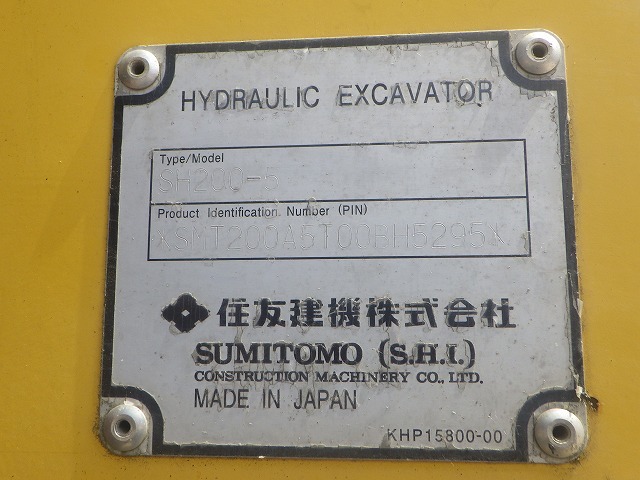 HYDRAULIC EXCAVATOR
Type/Model
SH200-5
Product Identification Number (PIN)
*SMT200A5T00BH5295*
住友建機株式会社
SUMITOMO (S.H.I.)
CONSTRUCTION MACHINERY CO., LTD.
MADE IN JAPAN
KHP15800-00